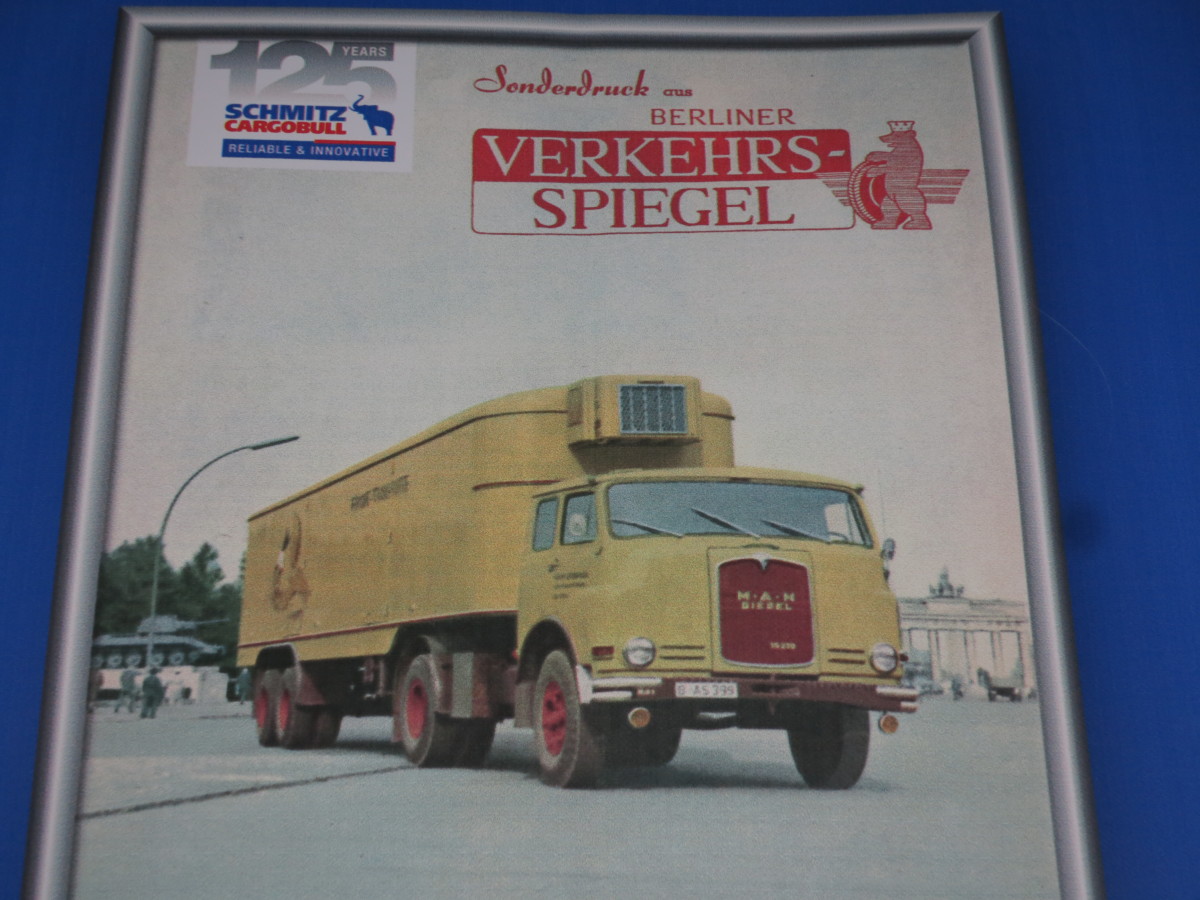 125 YEARS
SCHMITZ
CARGOBULL
RELIABLE & INNOVATIVE
Sonderdruck aus
BERLINER
VERKEHRS-
SPIEGEL
M·A·N
DIESEL
B·AS 399